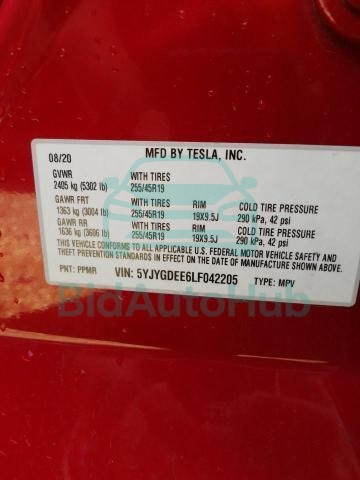 08/20 MFD BY TESLA, INC.
GVWR WITH TIRES
2405 kg (5302 lb) 255/45R19
GAWR FRT WITH TIRES RIM COLD TIRE PRESSURE
1363 kg (3004 lb) 255/45R19 19X9.5J 290 kPa, 42 psi
GAWR RR WITH TIRES RIM COLD TIRE PRESSURE
1636 kg (3606 lb) 255/45R19 19X9.5J 290 kPa, 42 psi
THIS VEHICLE CONFORMS TO ALL APPLICABLE U.S. FEDERAL MOTOR VEHICLE SAFETY AND
THEFT PREVENTION STANDARDS IN EFFECT ON THE DATE OF MANUFACTURE SHOWN ABOVE.
PNT: PPMR VIN: 5YJYGDEE6LF042205 TYPE: MPV
BidAutoHub